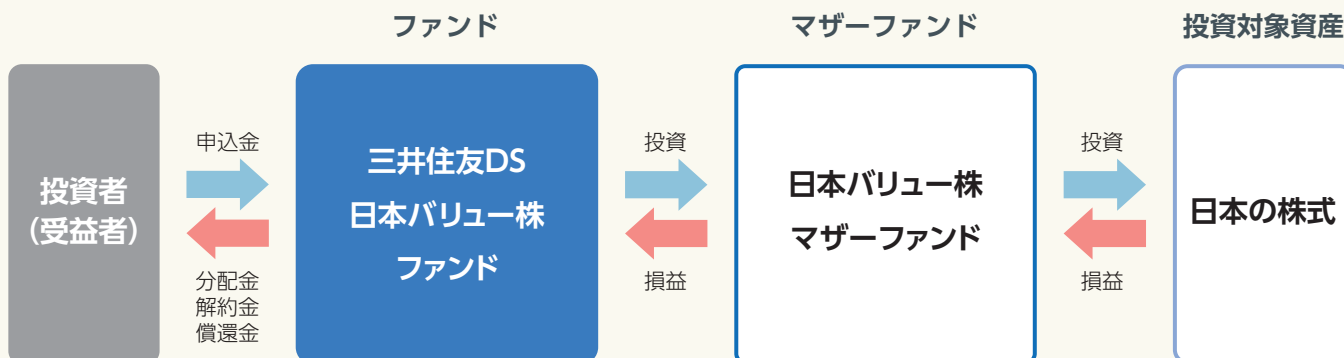 ファンド
マザーファンド
投資対象資産
投資者
(受益者)
申込金
分配金
解約金
償還金
三井住友DS
日本バリュー株
ファンド
投資
損益
日本バリュー株
マザーファンド
投資
損益
日本の株式